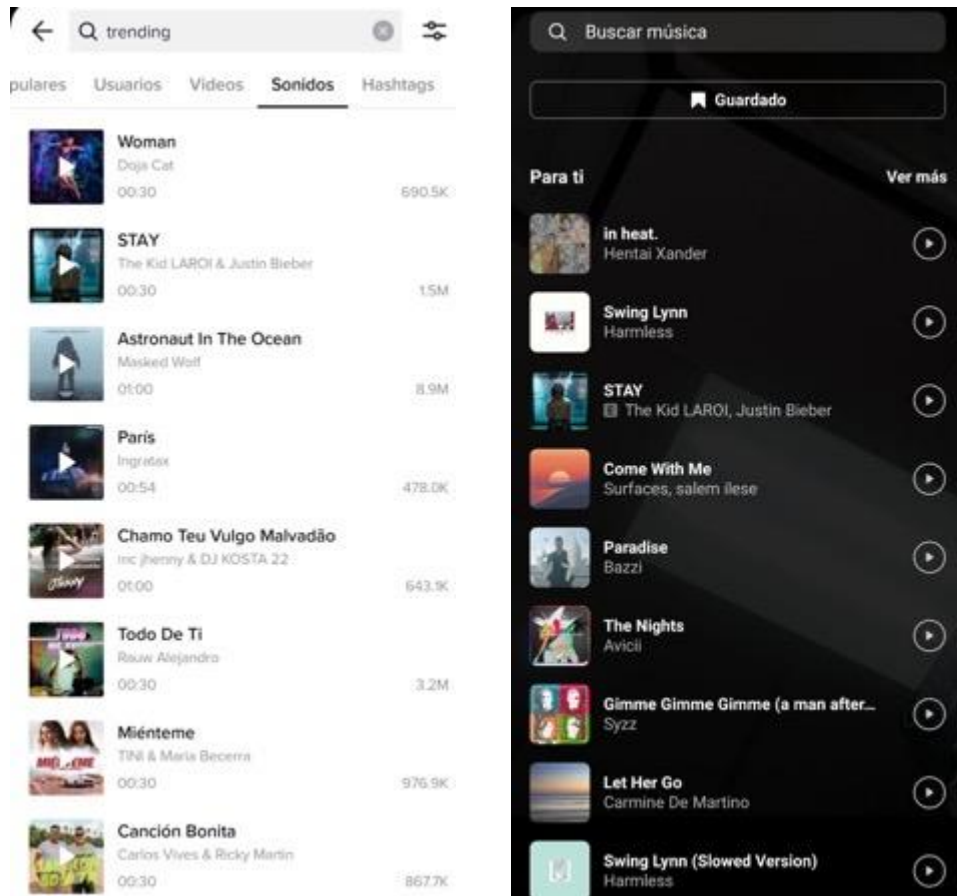 trending
pulares Usuarios Videos Sonidos Hashtags
Woman
Doja Cat
00:30 690.5K
STAY
The Kid LAROI & Justin Bieber
00:30 1.5M
Astronaut In The Ocean
Masked Wolf
01:00 8.9M
París
Ingratax
00:54 478.0K
Chamo Teu Vulgo Malvadão
mc jhenny & DJ KOSTA 22
01:00 643.1K
Todo De Ti
Rauw Alejandro
00:30 3.2M
Miénteme
TINI & Maria Becerra
00:30 976.9K
Canción Bonita
Carlos Vives & Ricky Martin
00:30 867.7K
Buscar música
Guardado
Para ti Ver más
in heat.
Hentai Xander
Swing Lynn
Harmless
STAY
E The Kid LAROI, Justin Bieber
Come With Me
Surfaces, salem ilese
Paradise
Bazzi
The Nights
Avicii
Gimme Gimme Gimme (a man after...
Syzz
Let Her Go
Carmine De Martino
Swing Lynn (Slowed Version)
Harmless